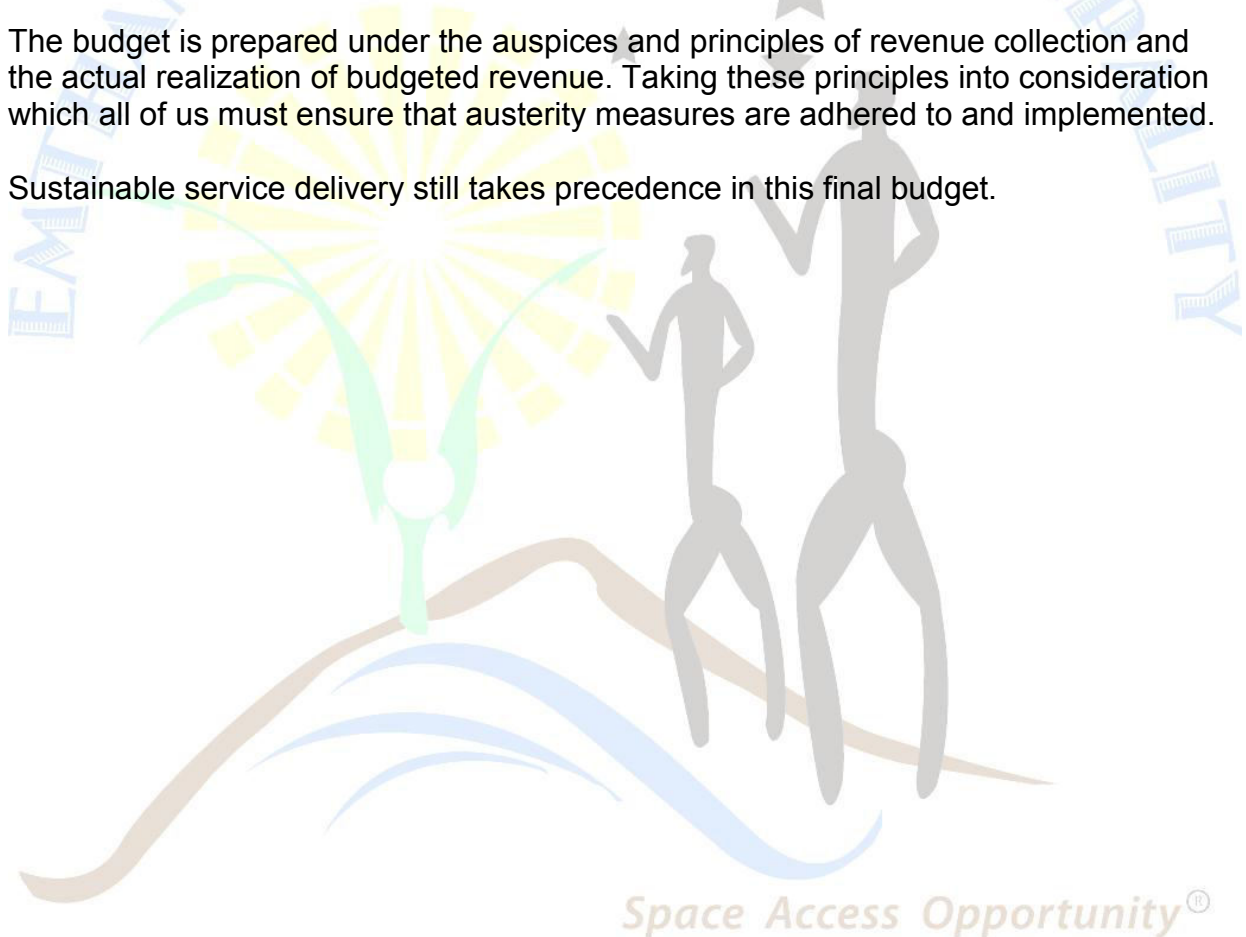 The budget is prepared under the auspices and principles of revenue collection and
the actual realization of budgeted revenue. Taking these principles into consideration
which all of us must ensure that austerity measures are adhered to and implemented.
Sustainable service delivery still takes precedence in this final budget.
Space Access Opportunity®